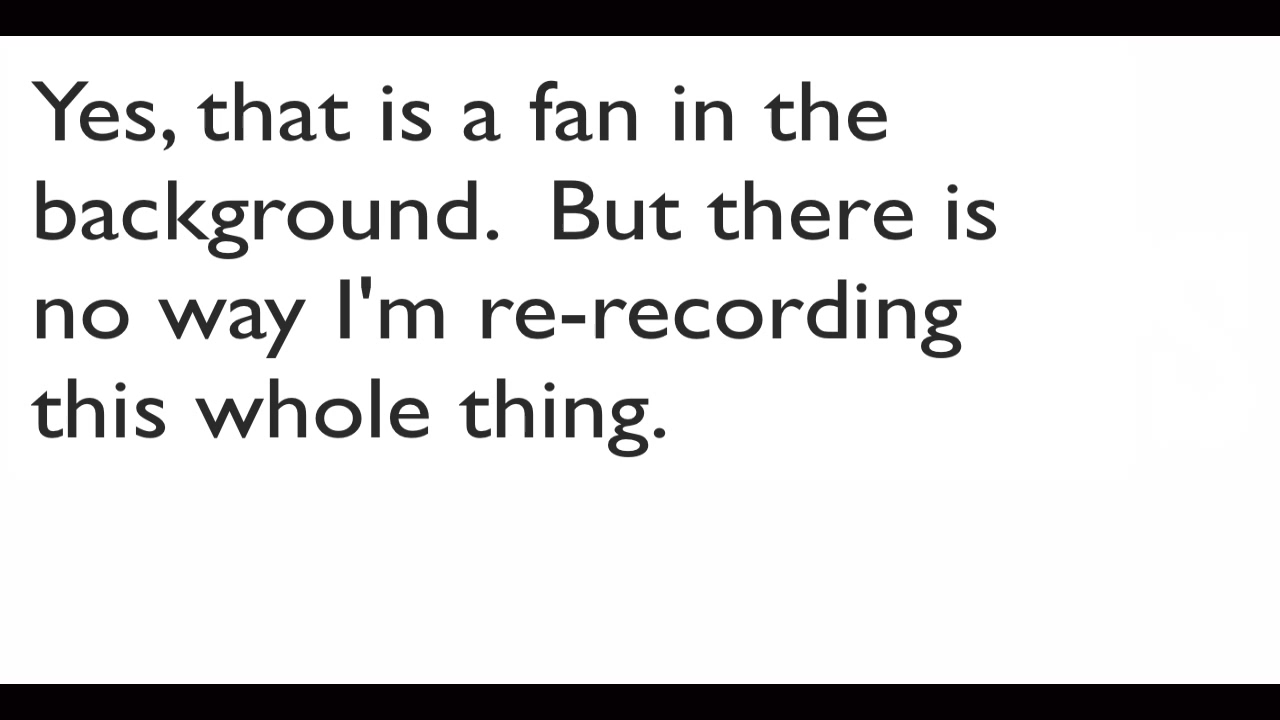 Yes, that is a fan in the
background.  But there is
no way I'm re-recording
this whole thing.